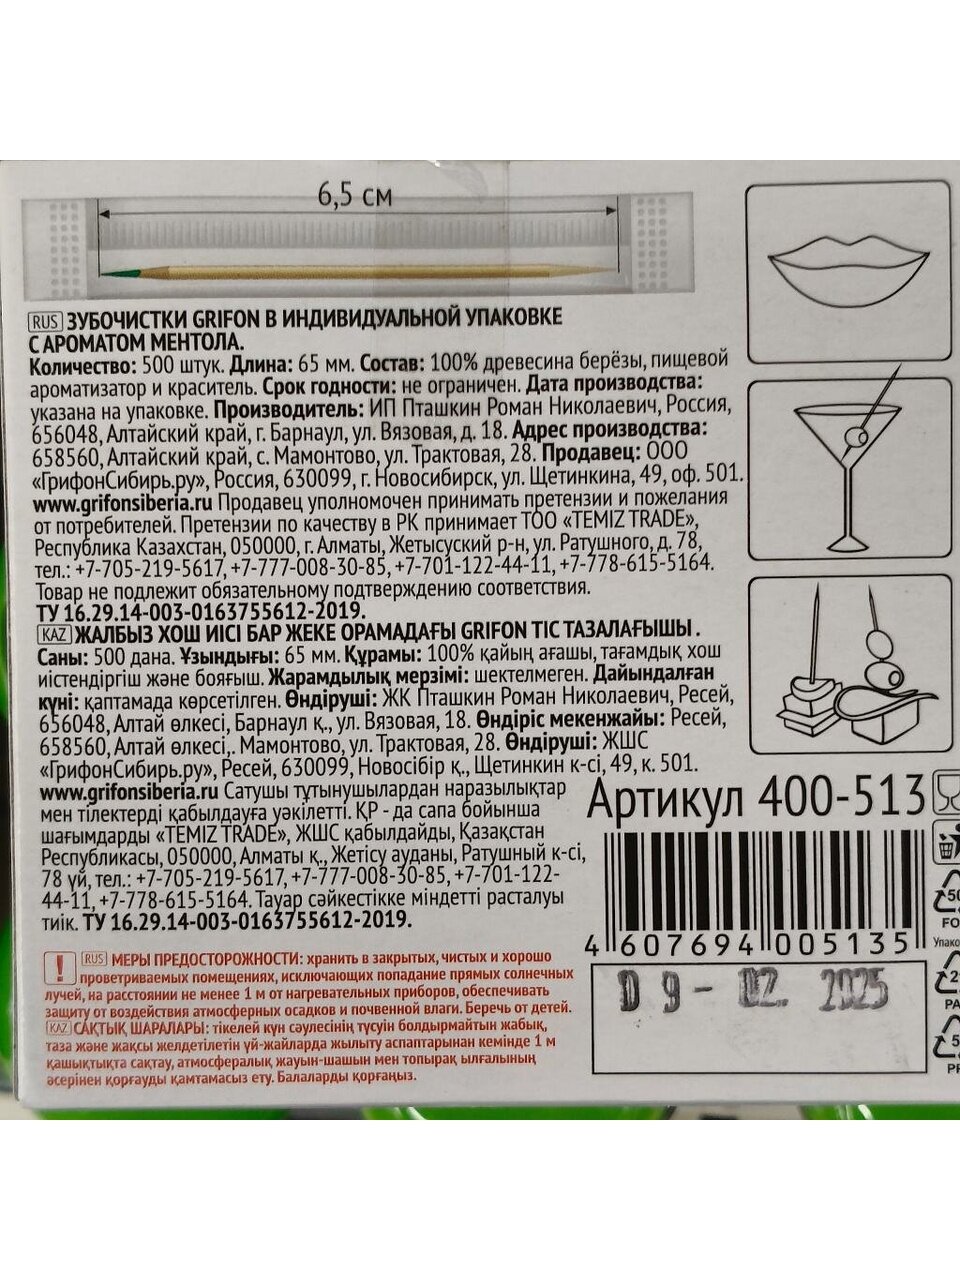 6,5 см
RUS ЗУБОЧИСТКИ GRIFON В ИНДИВИДУАЛЬНОЙ УПАКОВКЕ
С АРОМАТОМ МЕНТОЛА.
Количество: 500 штук. Длина: 65 мм. Состав: 100% древесина берёзы, пищевой
ароматизатор и краситель. Срок годности: не ограничен. Дата производства:
указана на упаковке. Производитель: ИП Пташкин Роман Николаевич, Россия,
656048, Алтайский край, г. Барнаул, ул. Вязовая, д. 18. Адрес производства:
658560, Алтайский край, с. Мамонтово, ул. Трактовая, 28. Продавец: ООО
«ГрифонСибирь.ру», Россия, 630099, г. Новосибирск, ул. Щетинкина, 49, оф. 501.
www.grifonsiberia.ru Продавец уполномочен принимать претензии и пожелания
от потребителей. Претензии по качеству в РК принимает ТОО «TEMIZ TRADE»,
Республика Казахстан, 050000, г. Алматы, Жетысуский р-н, ул. Ратушного, д. 78,
тел.: +7-705-219-5617, +7-777-008-30-85, +7-701-122-44-11, +7-778-615-5164.
Товар не подлежит обязательному подтверждению соответствия.
ТУ 16.29.14-003-0163755612-2019.
KAZ ЖАЛБЫЗ ХОШ ИІСІ БАР ЖЕКЕ ОРАМАДАҒЫ GRIFON ТІС ТАЗАЛАҒЫШЫ .
Саны: 500 дана. Ұзындығы: 65 мм. Құрамы: 100% қайың ағашы, тағамдық хош
иістендіргіш және бояғыш. Жарамдылық мерзімі: шектелмеген. Дайындалған
күні: қаптамада көрсетілген. Өндіруші: ЖК Пташкин Роман Николаевич, Ресей,
656048, Алтай өлкесі, Барнаул қ., ул. Вязовая, 18. Өндіріс мекенжайы: Ресей,
658560, Алтай өлкесі,. Мамонтово, ул. Трактовая, 28. Өндіруші: ЖШС
«ГрифонСибирь.ру», Ресей, 630099, Новосібір қ., Щетинкин к-сі, 49, к. 501.
www.grifonsiberia.ru Сатушы тұтынушылардан наразылықтар
мен тілектерді қабылдауға уәкілетті. ҚР - да сапа бойынша
шағымдарды «TEMIZ TRADE», ЖШС қабылдайды, Қазақстан
Республикасы, 050000, Алматы қ., Жетісу ауданы, Ратушный к-сі,
78 үй, тел.: +7-705-219-5617, +7-777-008-30-85, +7-701-122-
44-11, +7-778-615-5164. Тауар сәйкестікке міндетті расталуы
тиік. ТУ 16.29.14-003-0163755612-2019.
Артикул 400-513
4 607694 005135
D 9 - 02. 2025
! RUS МЕРЫ ПРЕДОСТОРОЖНОСТИ: хранить в закрытых, чистых и хорошо
проветриваемых помещениях, исключающих попадание прямых солнечных
лучей, на расстоянии не менее 1 м от нагревательных приборов, обеспечивать
защиту от воздействия атмосферных осадков и почвенной влаги. Беречь от детей.
KAZ САҚТЫҚ ШАРАЛАРЫ: тікелей күн сәулесінің түсуін болдырмайтын жабық,
таза және жақсы желдетілетін үй-жайларда жылыту аспаптарынан кемінде 1 м
қашықтықта сақтау, атмосфералық жауын-шашын мен топырақ ылғалының
әсерінен қорғауды қамтамасыз ету. Балаларды қорғаңыз.